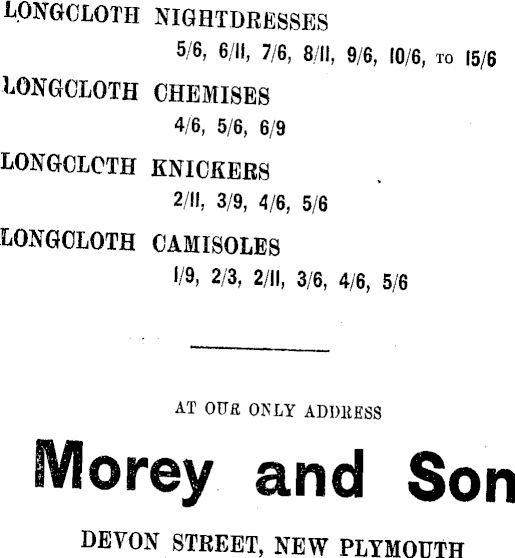 LONGCLOTH NIGHTDRESSES
5/6, 6/11, 7/6, 8/11, 9/6, 10/6, TO 15/6
LONGCLOTH CHEMISES
4/6, 5/6, 6/9
LONGCLOTH KNICKERS
2/11, 3/9, 4/6, 5/6
LONGCLOTH CAMISOLES
1/9, 2/3, 2/11, 3/6, 4/6, 5/6
AT OUR ONLY ADDRESS
Morey and Son
DEVON STREET, NEW PLYMOUTH